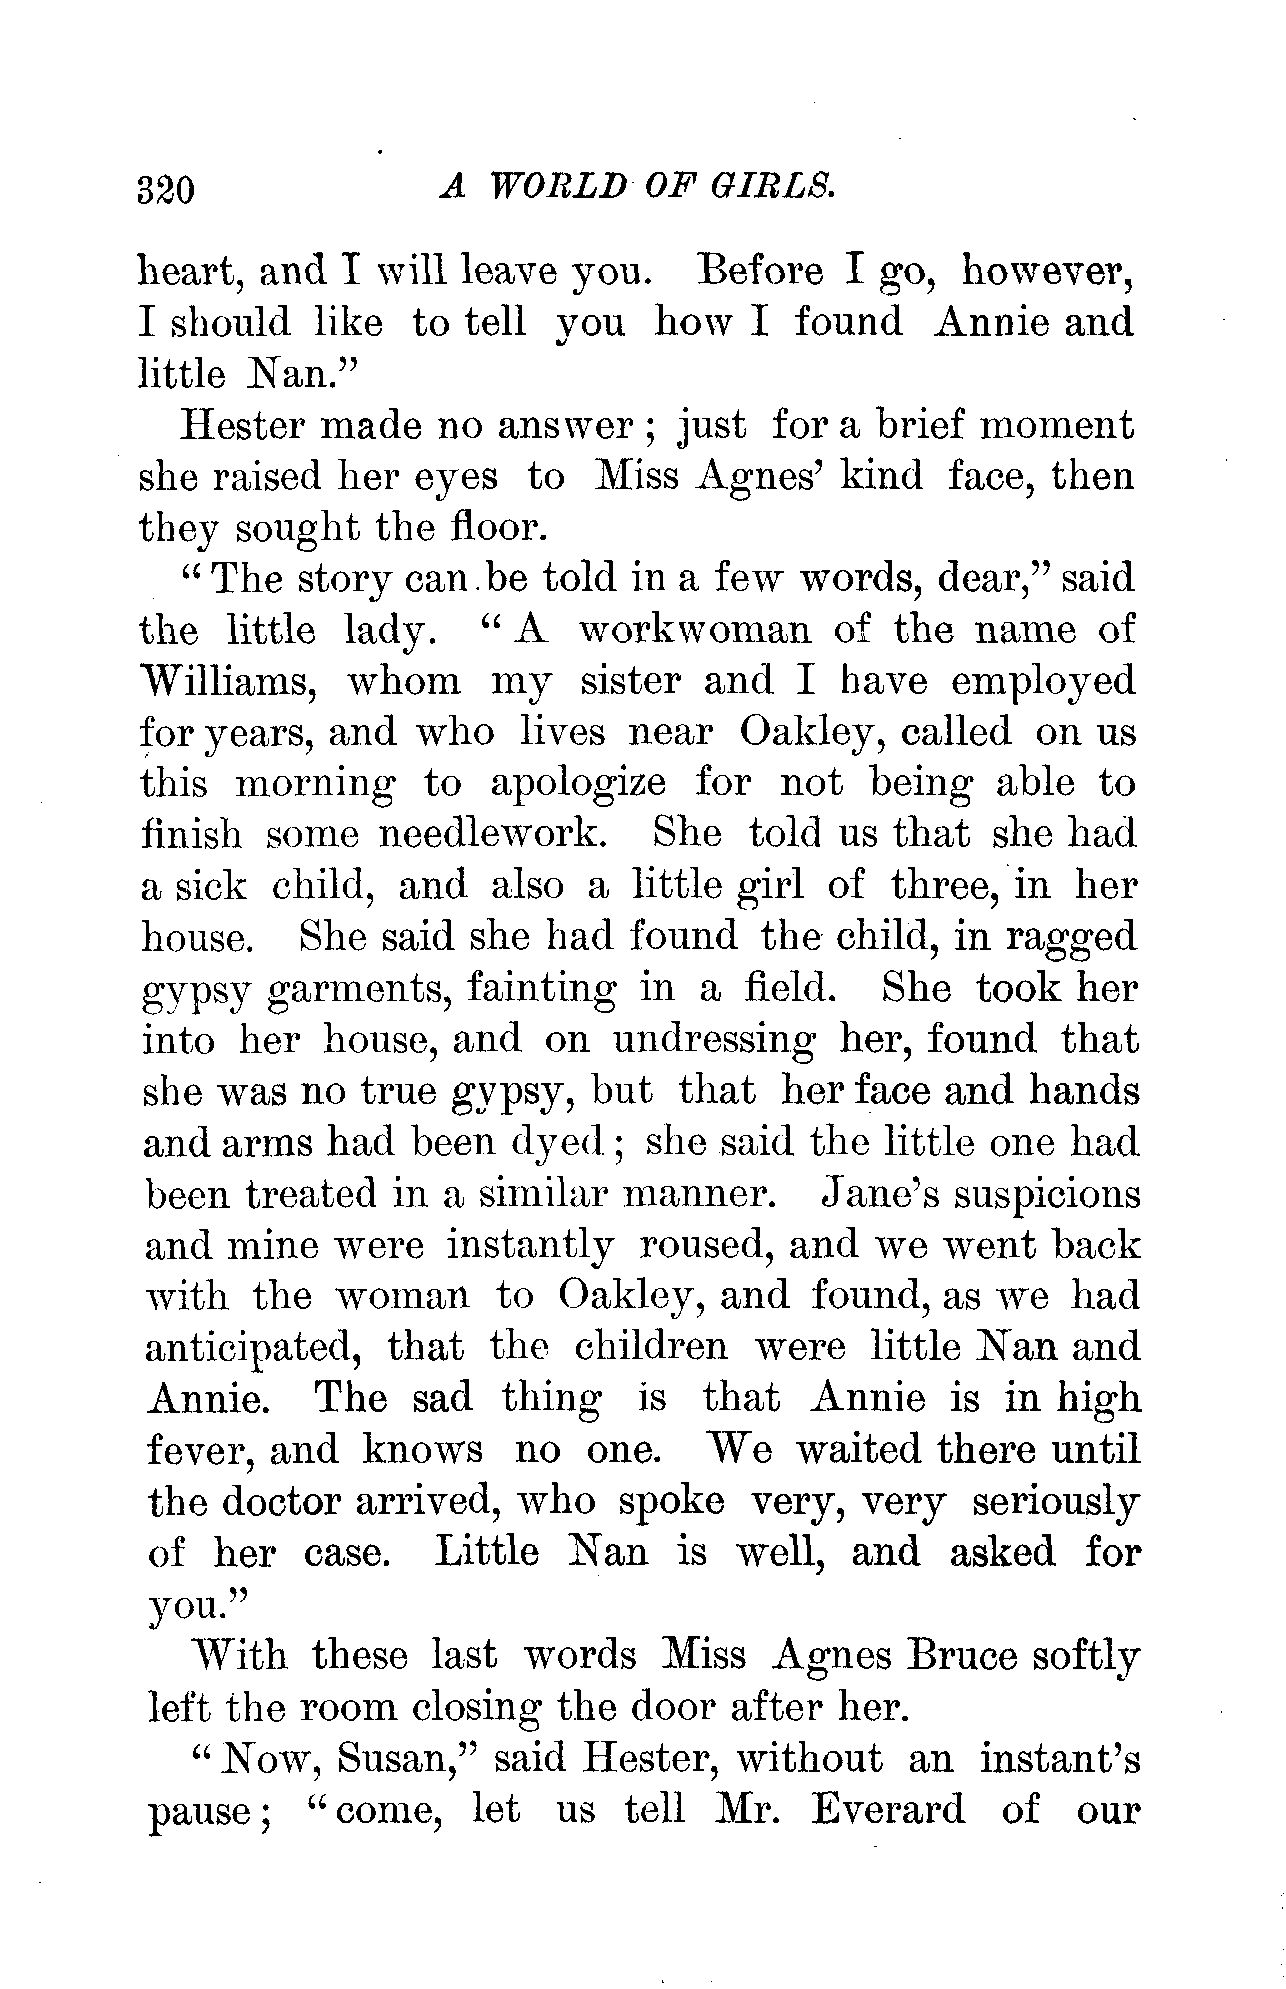 320 A WORLD OF GIRLS.
heart, and I will leave you. Before I go, however,
I should like to tell you how I found Annie and
little Nan."
Hester made no answer ; just for a brief moment
she raised her eyes to Miss Agnes' kind face, then
they sought the floor.
" The story can be told in a few words, dear," said
the little lady. " A workwoman of the name of
Williams, whom my sister and I have employed
for years, and who lives near Oakley, called on us
this morning to apologize for not being able to
finish some needlework. She told us that she had
a sick child, and also a little girl of three, in her
house. She said she had found the child, in ragged
gypsy garments, fainting in a field. She took her
into her house, and on undressing her, found that
she was no true gypsy, but that her face and hands
and arms had been dyed ; she said the little one had
been treated in a similar manner. Jane's suspicions
and mine were instantly roused, and we went back
with the woman to Oakley, and found, as we had
anticipated, that the children were little Nan and
Annie. The sad thing is that Annie is in high
fever, and knows no one. We waited there until
the doctor arrived, who spoke very, very seriously
of her case. Little Nan is well, and asked for
you."
With these last words Miss Agnes Bruce softly
left the room closing the door after her.
" Now, Susan," said Hester, without an instant's
pause ; " come, let us tell Mr. Everard of our